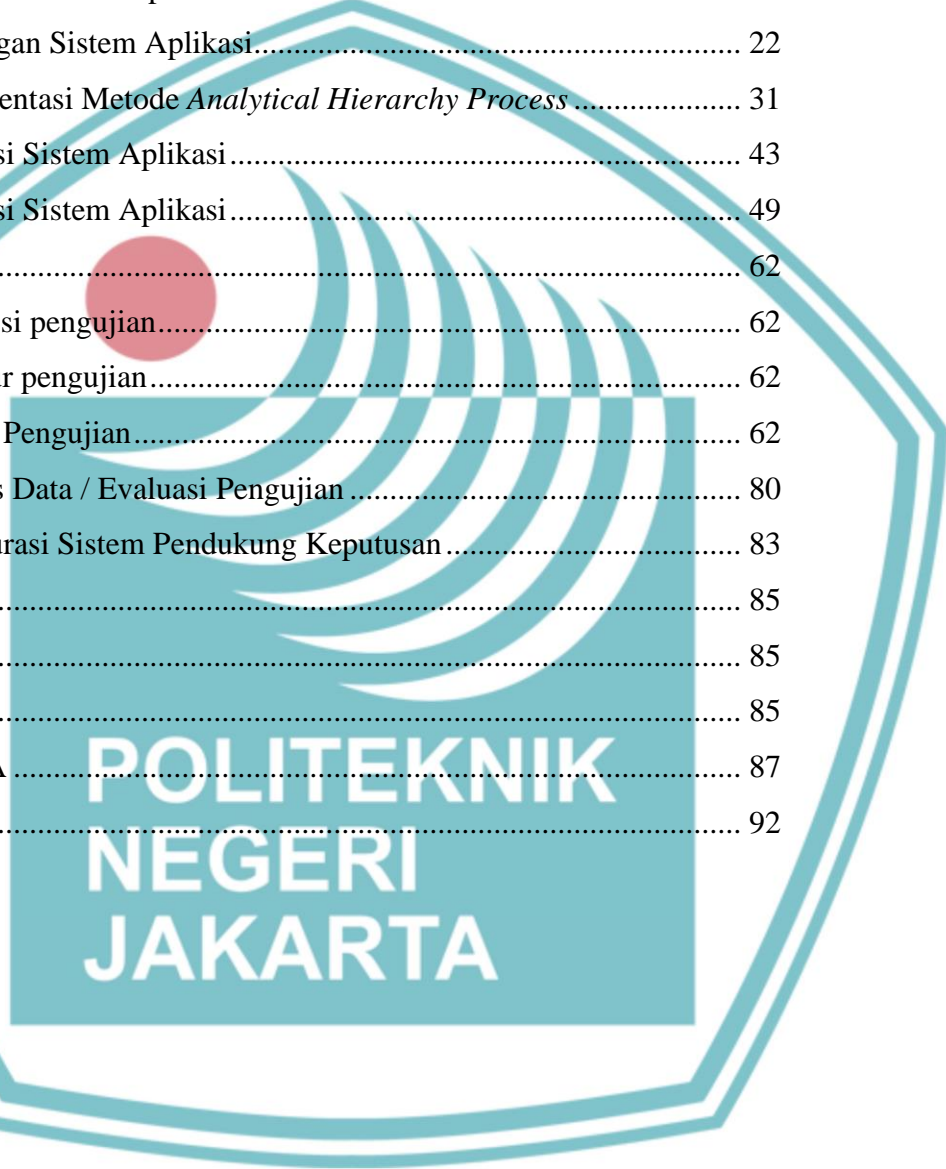 gan Sistem Aplikasi 22
entasi Metode Analytical Hierarchy Process 31
si Sistem Aplikasi 43
si Sistem Aplikasi 49
62
si pengujian 62
ur pengujian 62
Pengujian 62
s Data / Evaluasi Pengujian 80
urasi Sistem Pendukung Keputusan 83
85
85
85
A 87
92
POLITEKNIK
NEGERI
JAKARTA